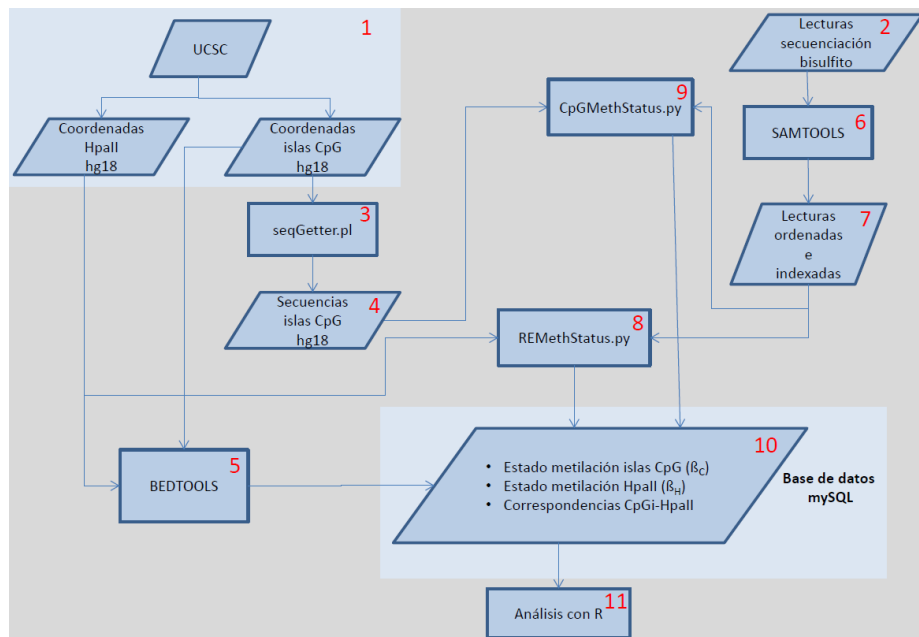 1
UCSC
2
Lecturas
secuenciación
bisulfito
9
CpGMethStatus.py
Coordenadas
HpaII
hg18
Coordenadas
islas CpG
hg18
6
SAMTOOLS
3
seqGetter.pl
7
Lecturas
ordenadas
e
indexadas
4
Secuencias
islas CpG
hg18
8
REMethStatus.py
5
BEDTOOLS
10
• Estado metilación islas CpG (ßC)
• Estado metilación HpaII (ßH)
• Correspondencias CpGi-HpaII
Base de datos
mySQL
11
Análisis con R